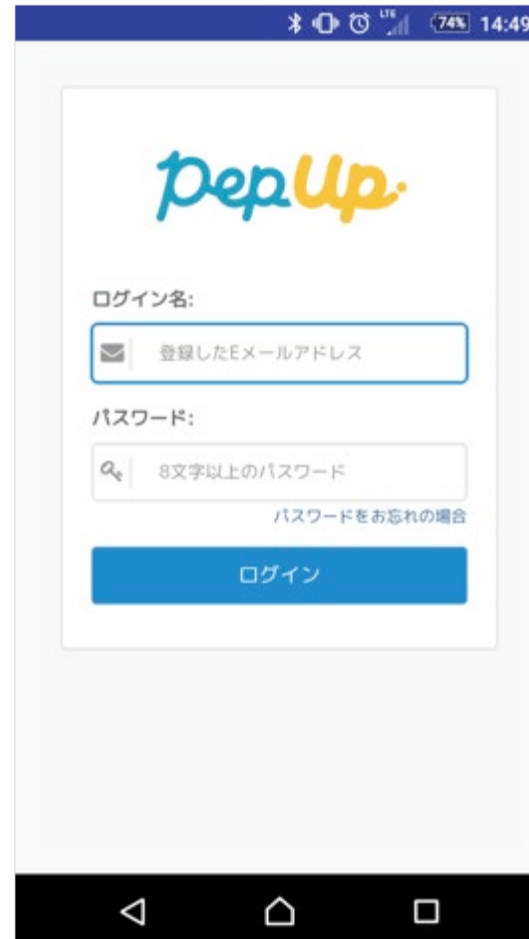 LTE
74% 14:49
PepUp
ログイン名:
登録したEメールアドレス
パスワード:
8文字以上のパスワード
パスワードをお忘れの場合
ログイン